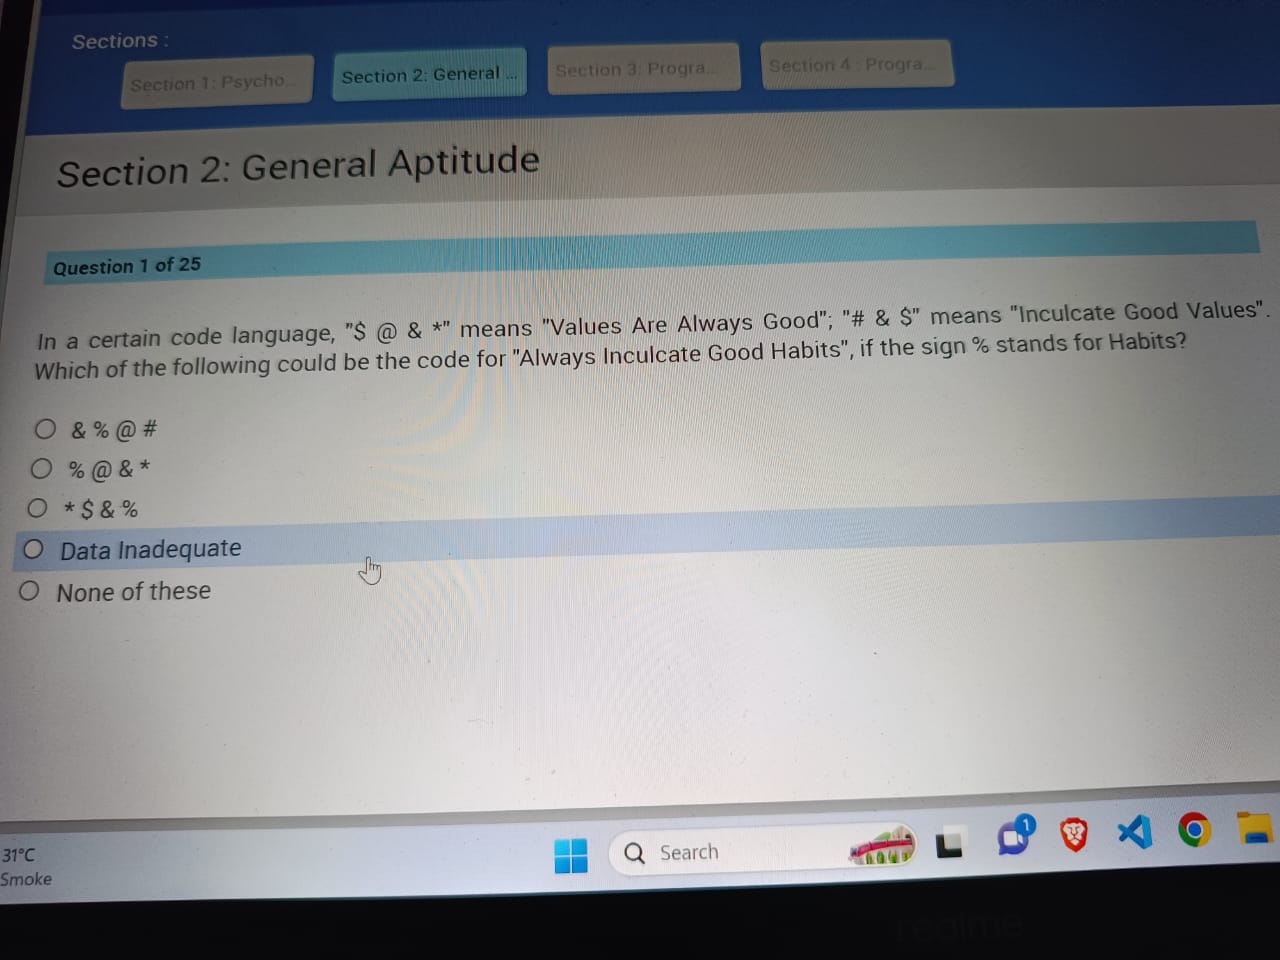 Sections :
Section 1: Psycho...
Section 2: General ...
Section 3: Progra...
Section 4 : Progra...
Section 2: General Aptitude
Question 1 of 25
In a certain code language, "$ @ & *" means "Values Are Always Good"; "# & $" means "Inculcate Good Values".
Which of the following could be the code for "Always Inculcate Good Habits", if the sign % stands for Habits?
& % @ #
% @ & *
* $ & %
Data Inadequate
None of these
31°C
Smoke
Search
1
realme